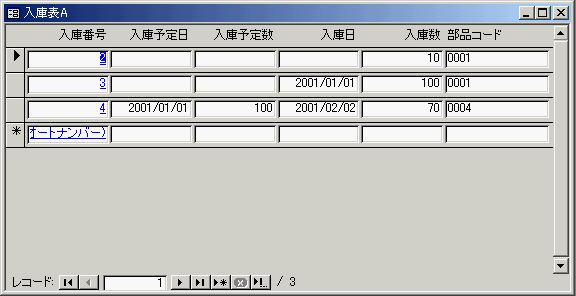 入庫表A
入庫番号 入庫予定日 入庫予定数 入庫日 入庫数 部品コード
2 10 0001
3 2001/01/01 100 0001
4 2001/01/01 100 2001/02/02 70 0004
オートナンバー)
レコード: 1 / 3